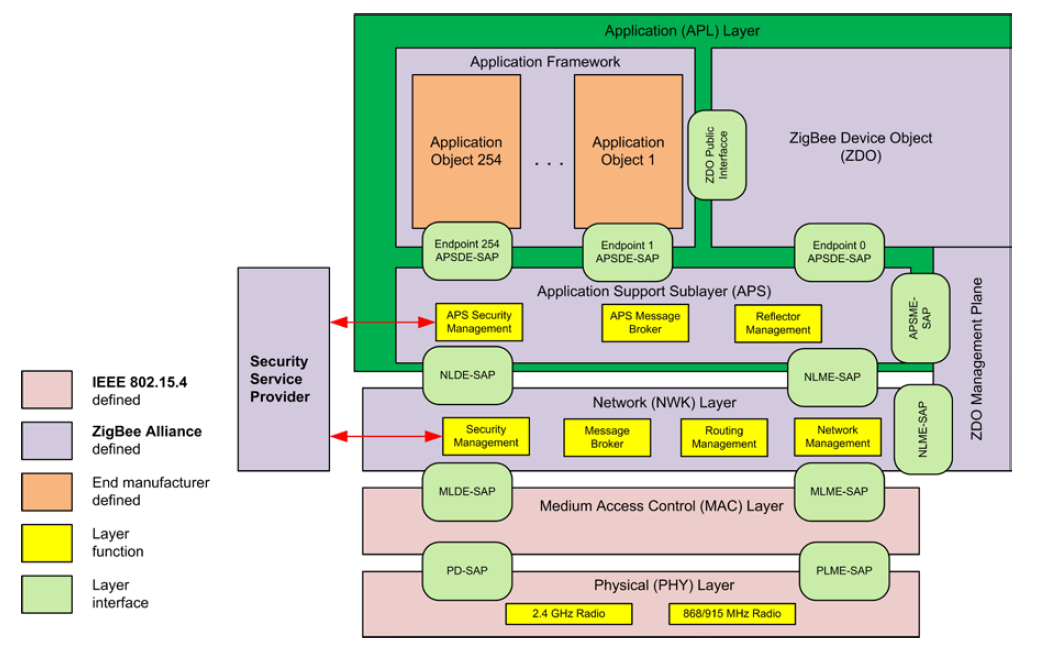 Application (APL) Layer
Application Framework
Application
Object 254
. . .
Application
Object 1
ZDO Public
Interfacce
ZigBee Device Object
(ZDO)
Endpoint 254
APSDE-SAP
Endpoint 1
APSDE-SAP
Endpoint 0
APSDE-SAP
Application Support Sublayer (APS)
APS Security
Management
APS Message
Broker
Reflector
Management
APSME-
SAP
ZDO Management Plane
Security
Service
Provider
NLDE-SAP
NLME-SAP
Network (NWK) Layer
Security
Management
Message
Broker
Routing
Management
Network
Management
NLME-SAP
MLDE-SAP
MLME-SAP
Medium Access Control (MAC) Layer
PD-SAP
PLME-SAP
Physical (PHY) Layer
2.4 GHz Radio
868/915 MHz Radio
IEEE 802.15.4
defined
ZigBee Alliance
defined
End manufacturer
defined
Layer
function
Layer
interface